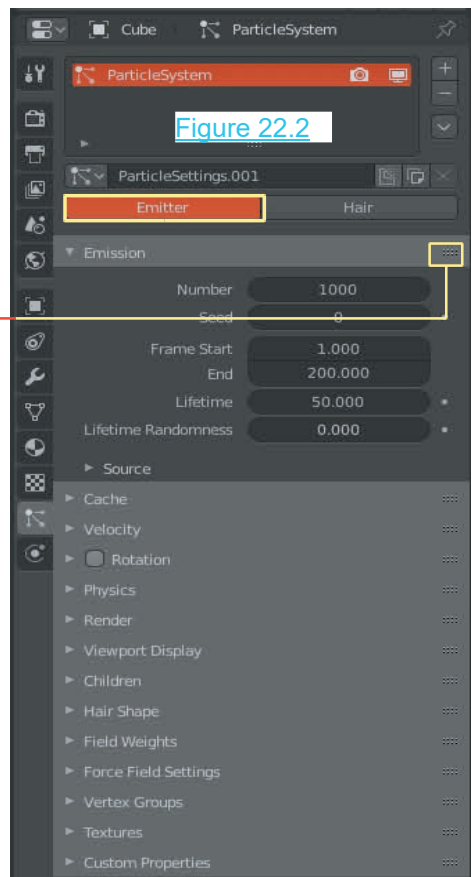 Cube ParticleSystem
ParticleSystem
Figure 22.2
ParticleSettings.001
Emitter Hair
Emission
Number 1000
Seed 0
Frame Start 1.000
End 200.000
Lifetime 50.000
Lifetime Randomness 0.000
Source
Cache
Velocity
Rotation
Physics
Render
Viewport Display
Children
Hair Shape
Field Weights
Force Field Settings
Vertex Groups
Textures
Custom Properties